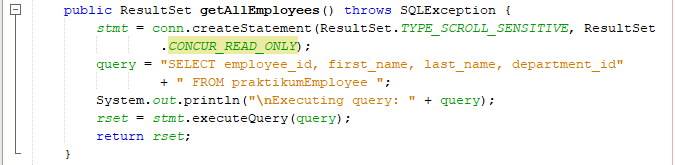 public ResultSet getAllEmployees() throws SQLException {
stmt = conn.createStatement(ResultSet.TYPE_SCROLL_SENSITIVE, ResultSet
.CONCUR_READ_ONLY);
query = "SELECT employee_id, first_name, last_name, department_id"
+ " FROM praktikumEmployee ";
System.out.println("\nExecuting query: " + query);
rset = stmt.executeQuery(query);
return rset;
}